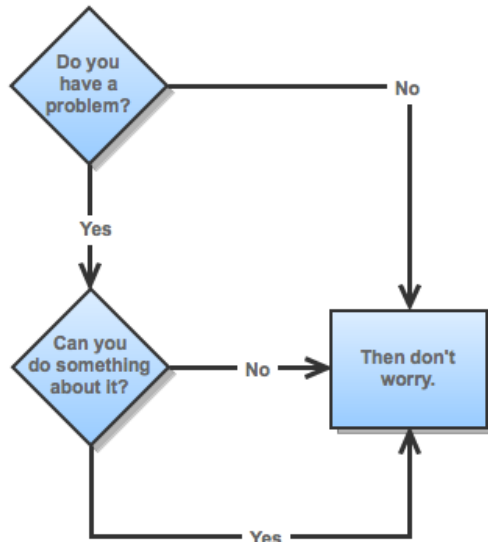 Do you
have a
problem?
No
Yes
Can you
do something
about it?
No
Then don't
worry.
Yes